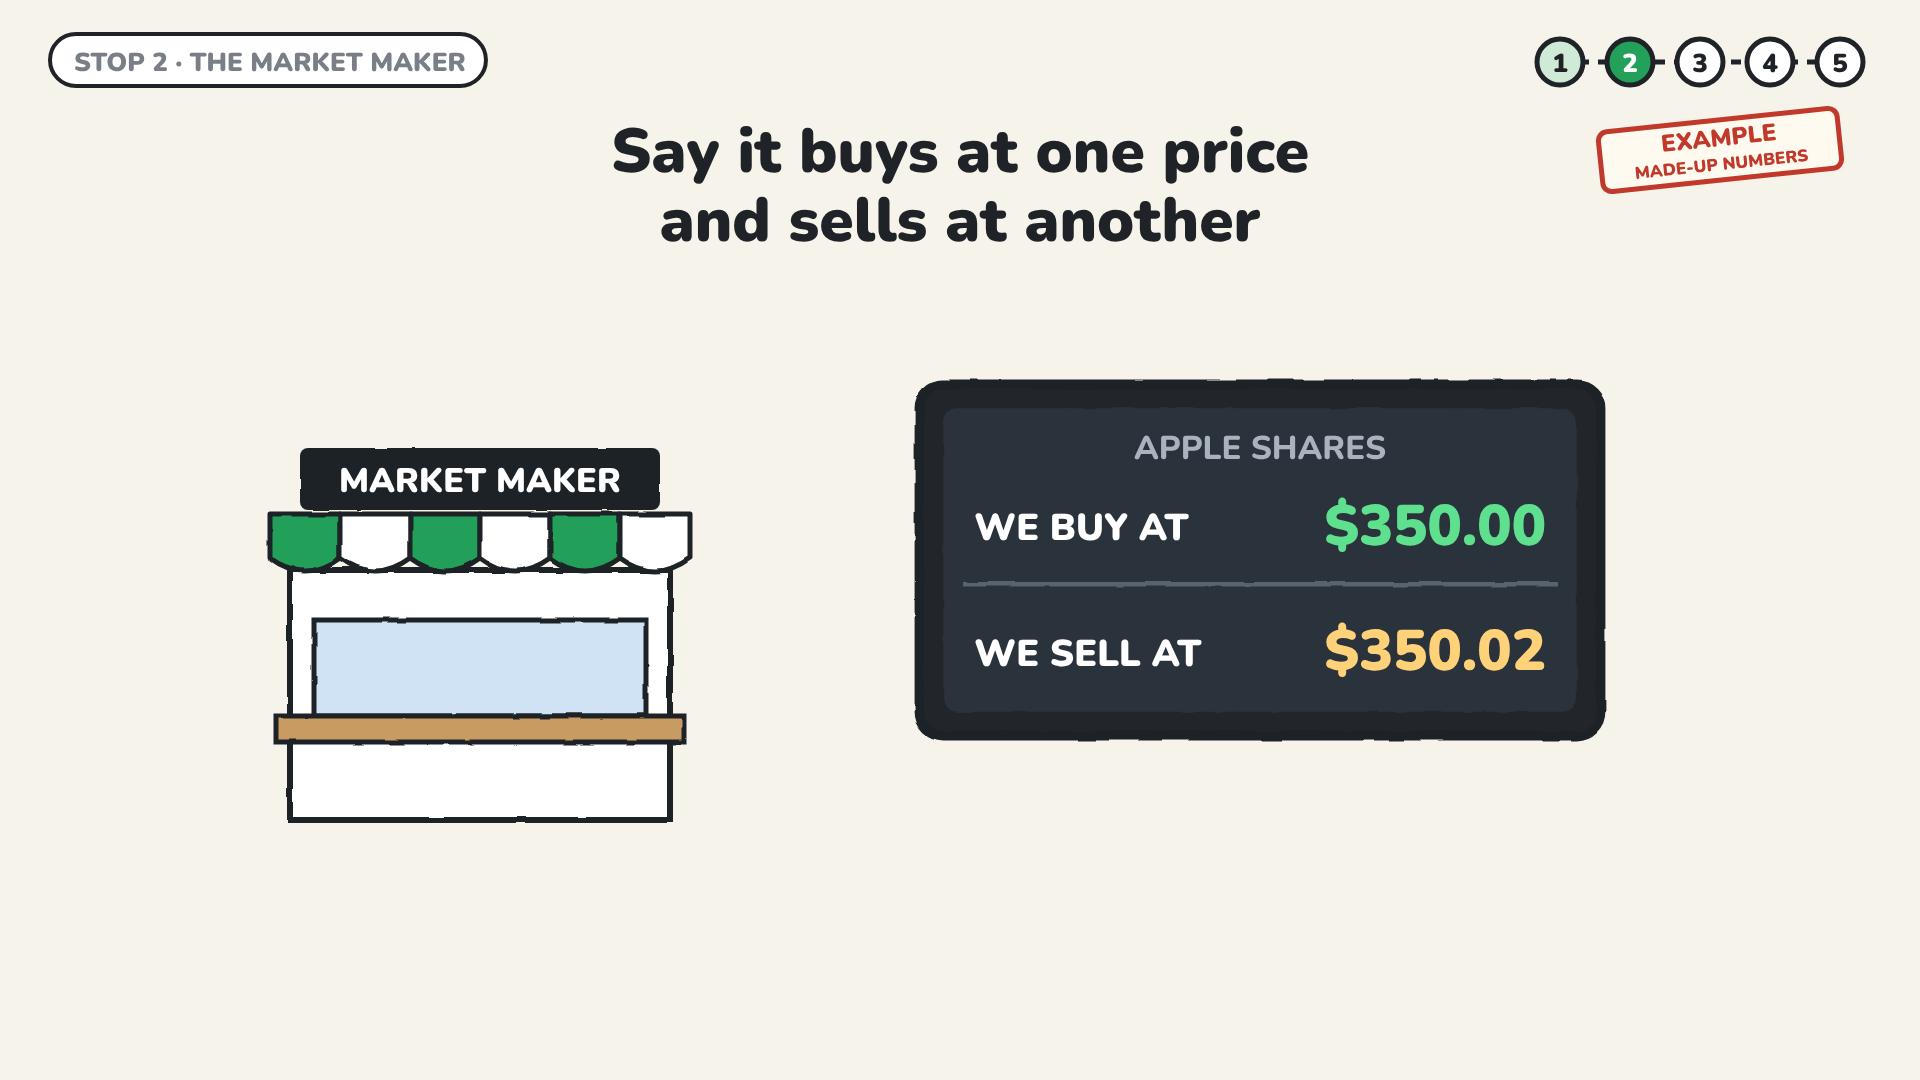 STOP 2 · THE MARKET MAKER
1 2 3 4 5
EXAMPLE
MADE-UP NUMBERS
Say it buys at one price
and sells at another
MARKET MAKER
APPLE SHARES
WE BUY AT $350.00
WE SELL AT $350.02